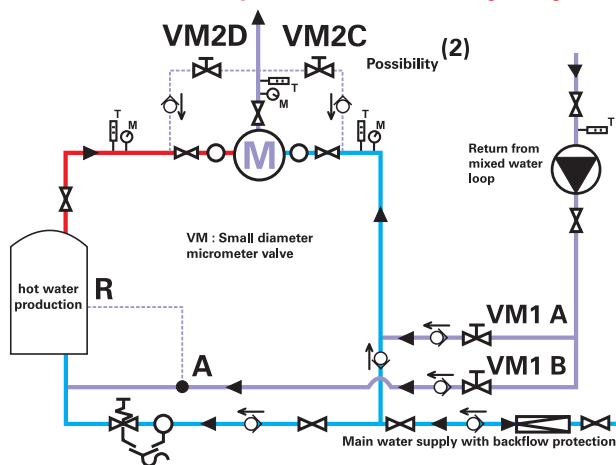 VM2D
VM2C
Possibility (2)
T
M
T
M
T
M
T
M
Return from
mixed water
loop
VM : Small diameter
micrometer valve
hot water
production
R
A
VM1 A
VM1 B
Main water supply with backflow protection